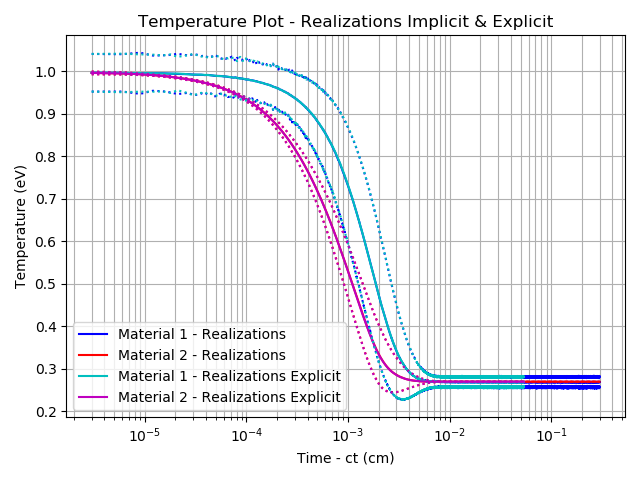 Temperature Plot - Realizations Implicit & Explicit
Temperature (eV)
1.0
0.9
0.8
0.7
0.6
0.5
0.4
0.3
0.2
Material 1 - Realizations
Material 2 - Realizations
Material 1 - Realizations Explicit
Material 2 - Realizations Explicit
10⁻⁵ 10⁻⁴ 10⁻³ 10⁻² 10⁻¹
Time - ct (cm)